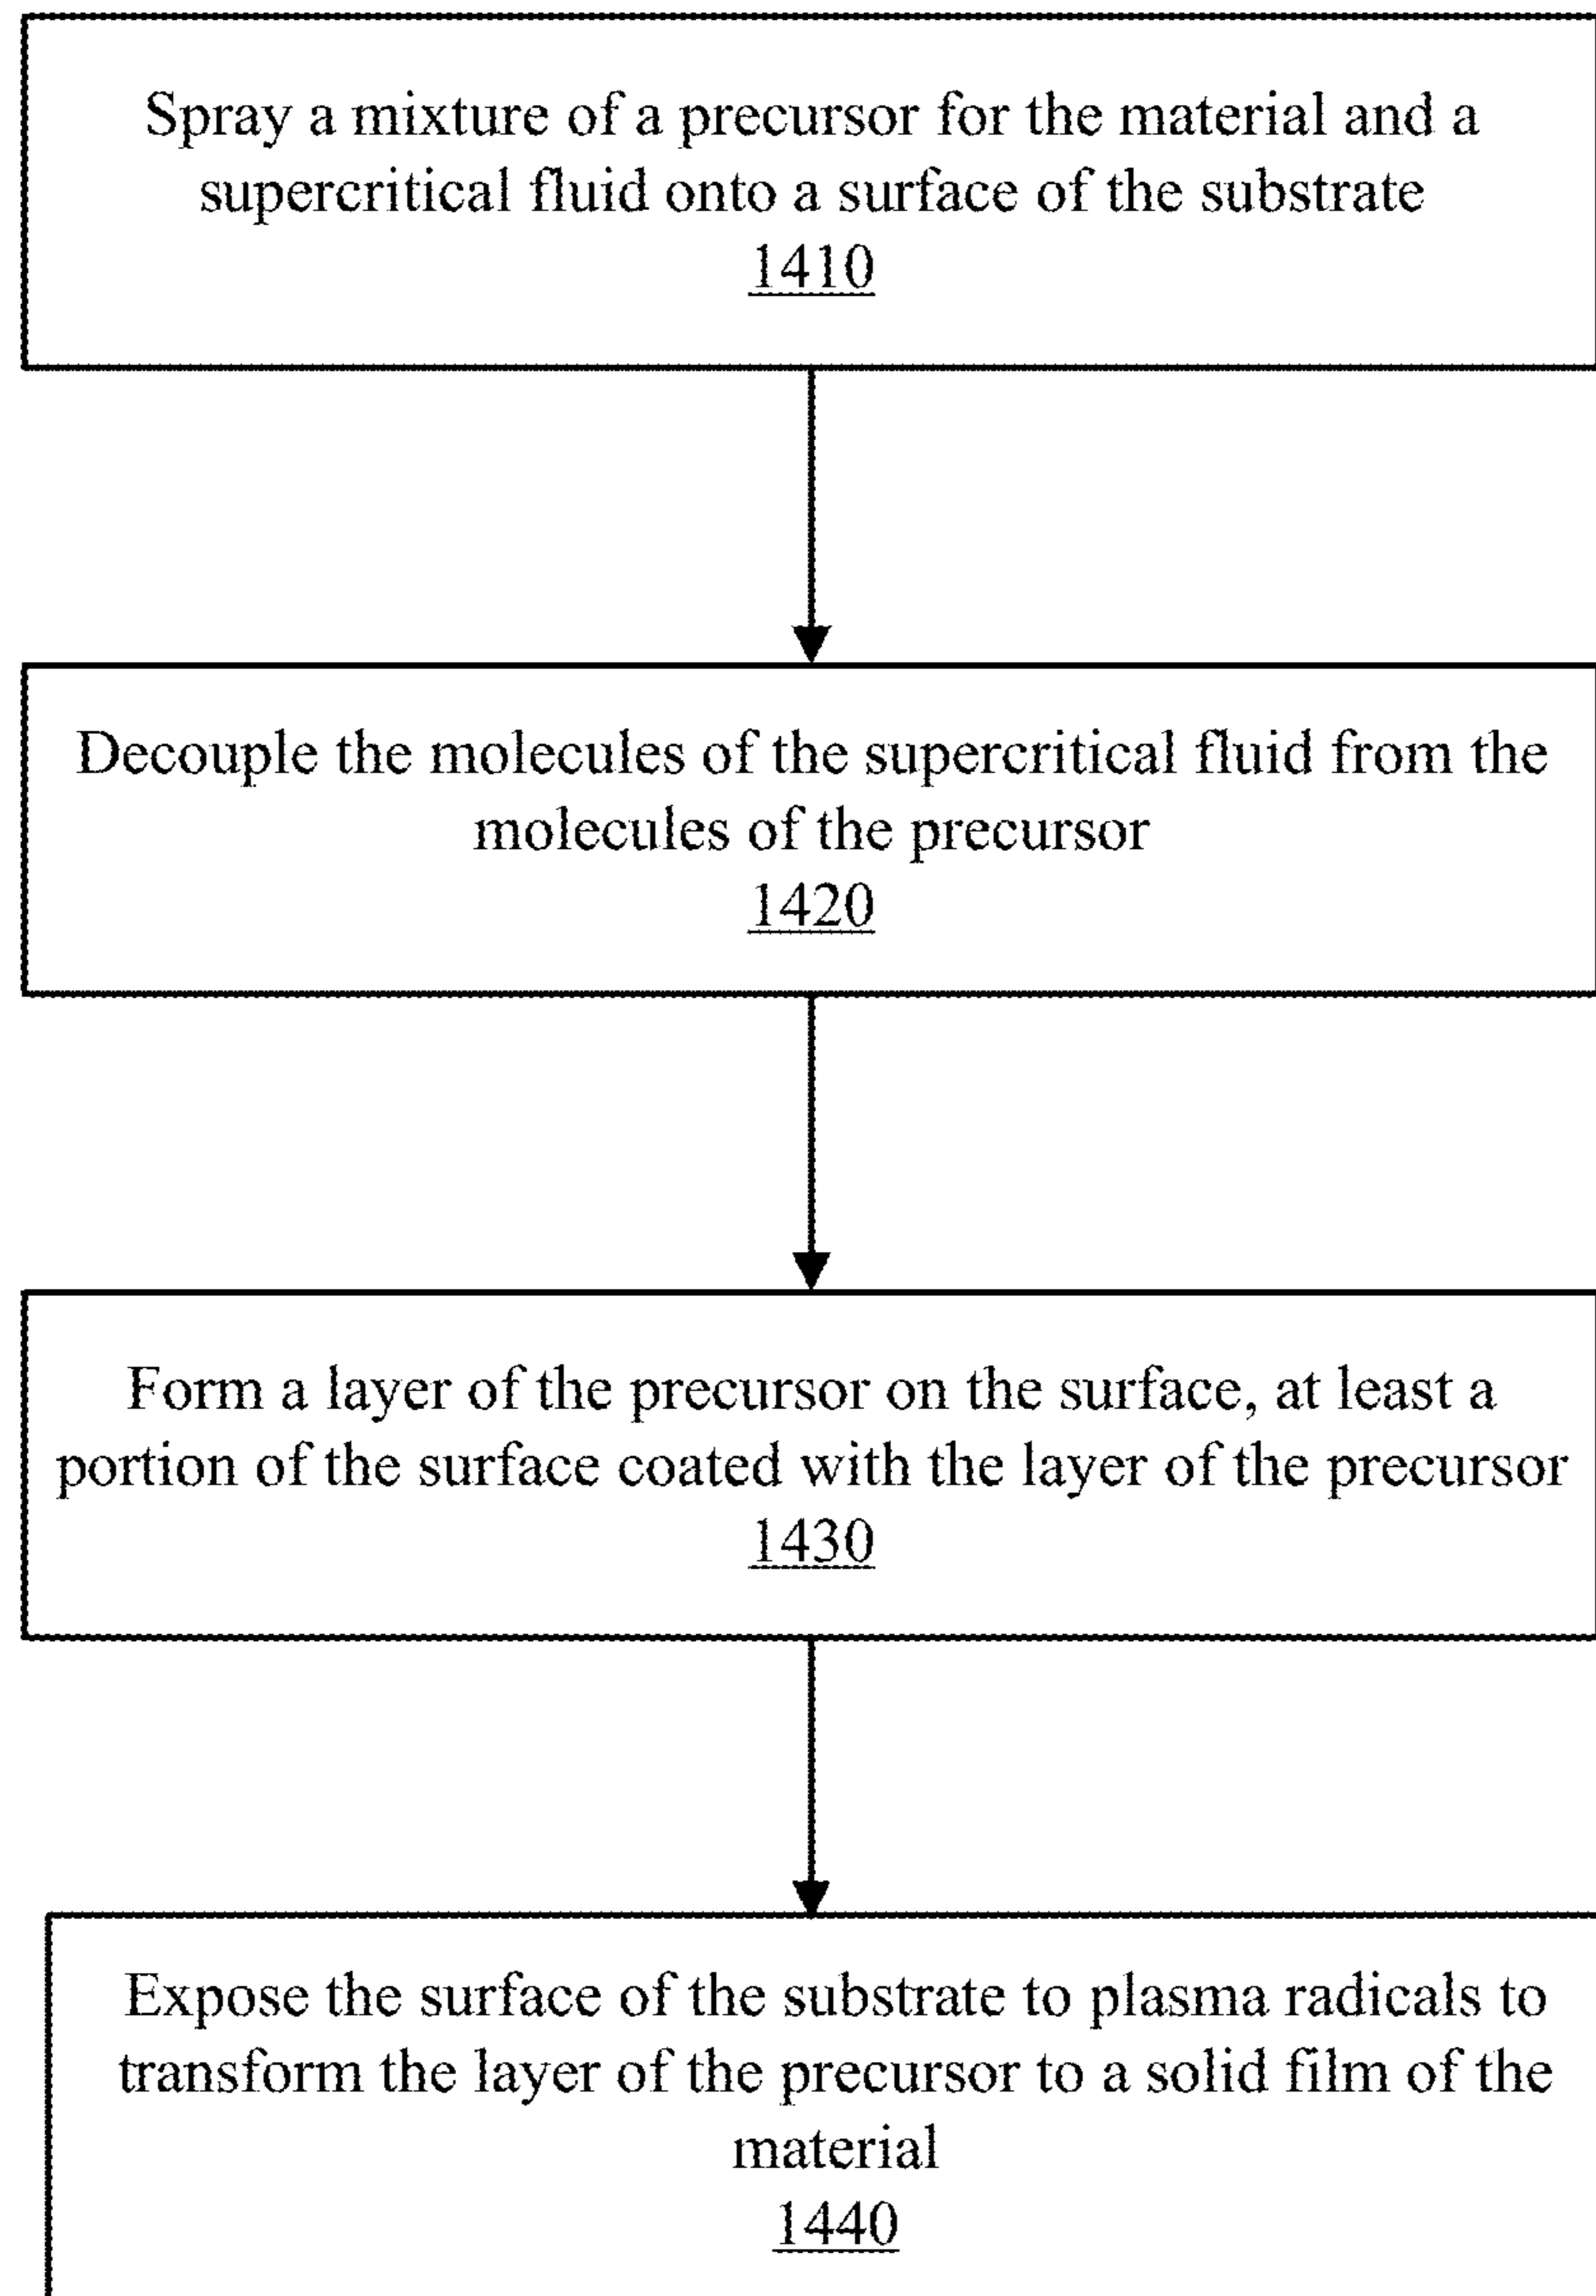 Spray a mixture of a precursor for the material and a
supercritical fluid onto a surface of the substrate
1410
Decouple the molecules of the supercritical fluid from the
molecules of the precursor
1420
Form a layer of the precursor on the surface, at least a
portion of the surface coated with the layer of the precursor
1430
Expose the surface of the substrate to plasma radicals to
transform the layer of the precursor to a solid film of the
material
1440